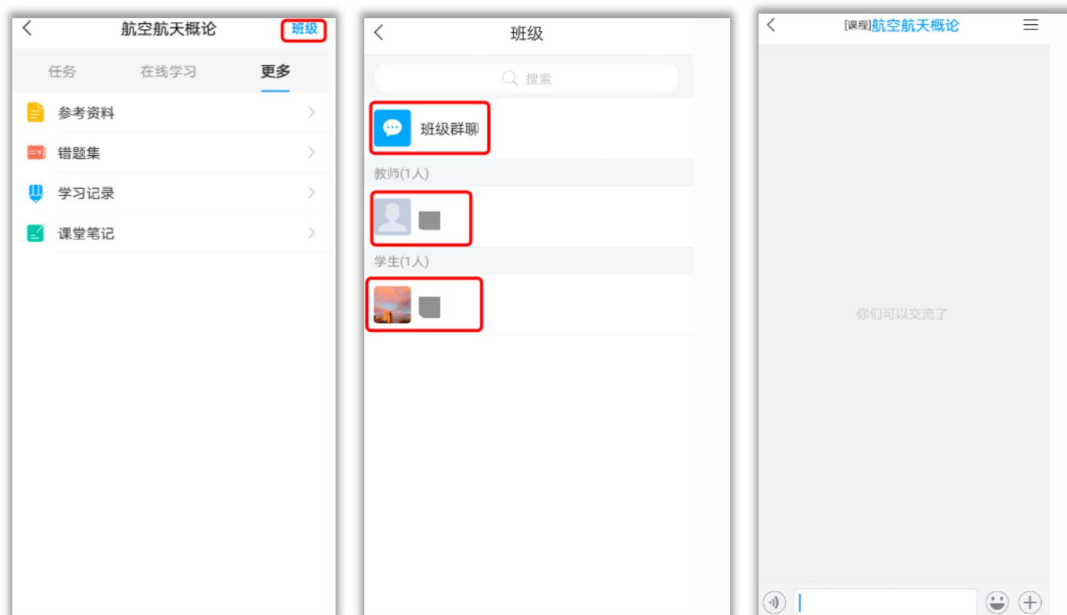 航空航天概论 班级
任务 在线学习 更多
参考资料
错题集
学习记录
课堂笔记
班级
搜索
班级群聊
教师(1人)
学生(1人)
[课程]航空航天概论
你们可以交流了